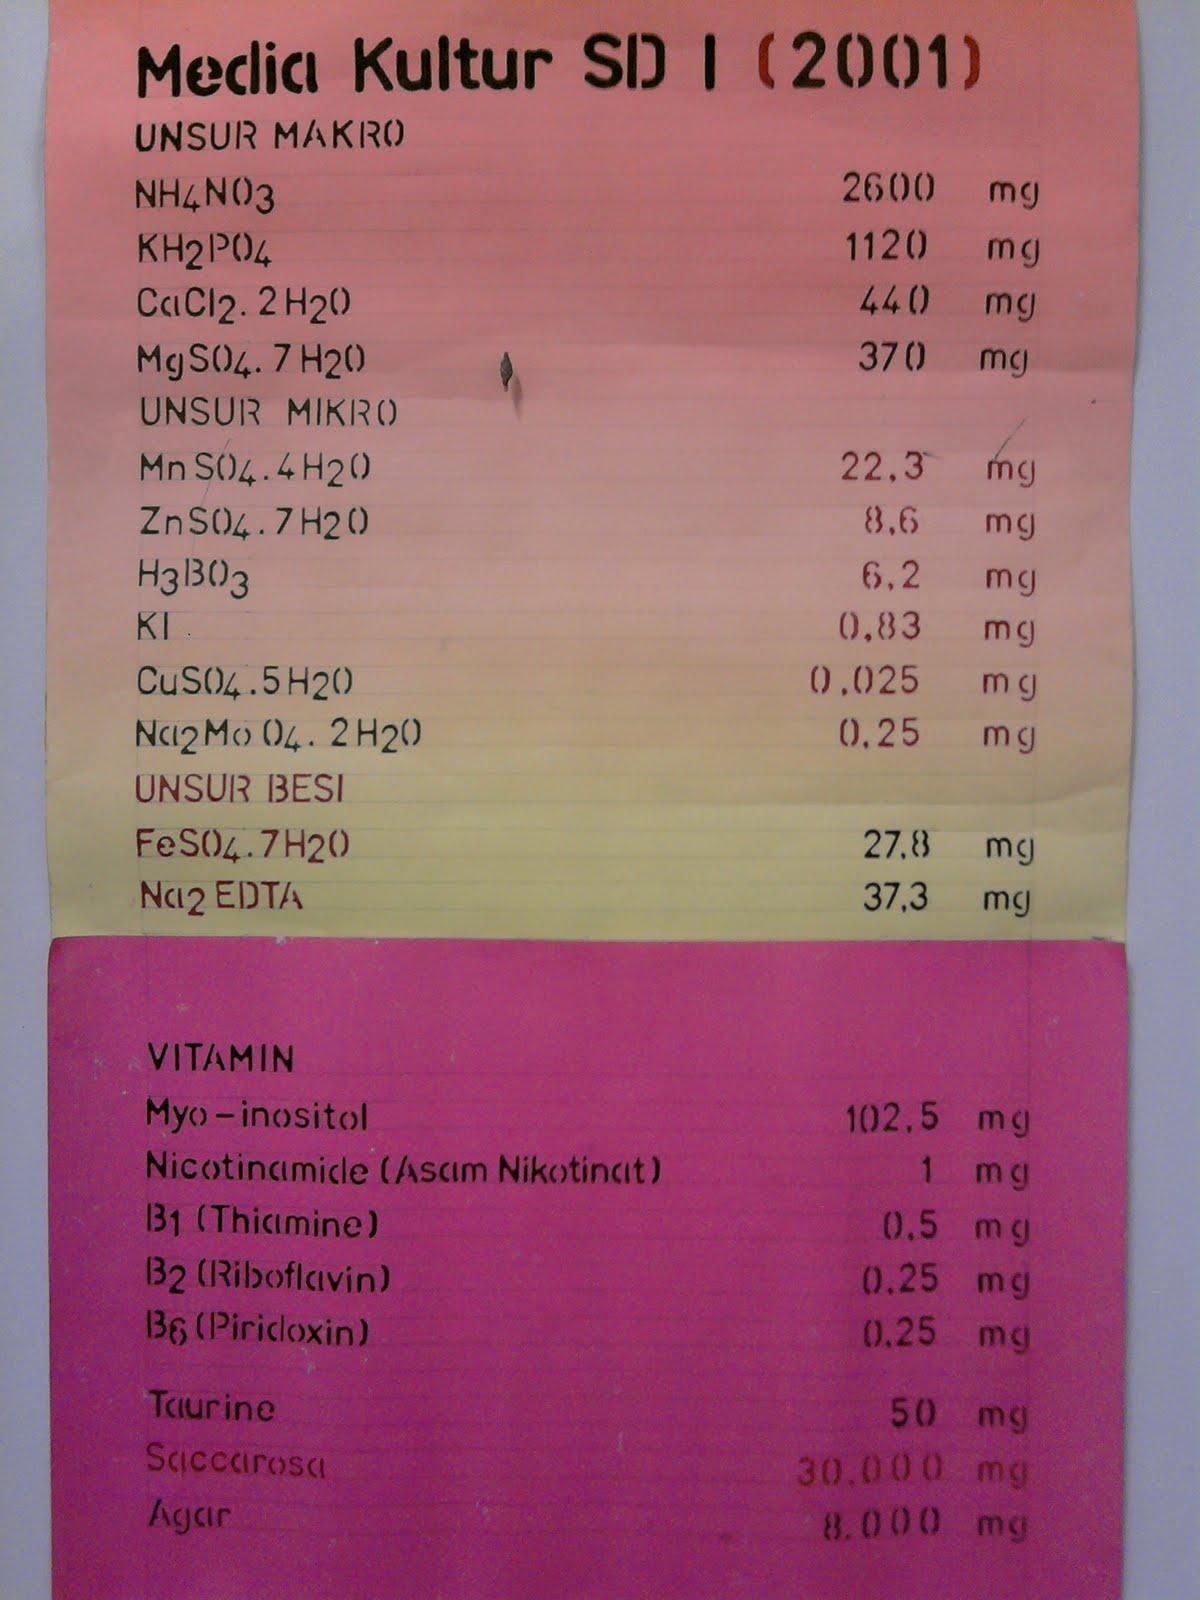 Media Kultur SD I (2001)
UNSUR MAKRO
NH4NO3 2600 mg
KH2PO4 1120 mg
CaCl2. 2H2O 440 mg
MgSO4. 7H2O 370 mg
UNSUR MIKRO
MnSO4.4H2O 22,3 mg
ZnSO4.7H2O 8,6 mg
H3BO3 6,2 mg
KI 0,83 mg
CuSO4.5H2O 0,025 mg
Na2MoO4. 2H2O 0,25 mg
UNSUR BESI
FeSO4.7H2O 27,8 mg
Na2EDTA 37,3 mg
VITAMIN
Myo-inositol 102,5 mg
Nicotinamide (Asam Nikotinat) 1 mg
B1 (Thiamine) 0,5 mg
B2 (Riboflavin) 0,25 mg
B6 (Piridoxin) 0,25 mg
Taurine 50 mg
Saccarosa 30.000 mg
Agar 8.000 mg